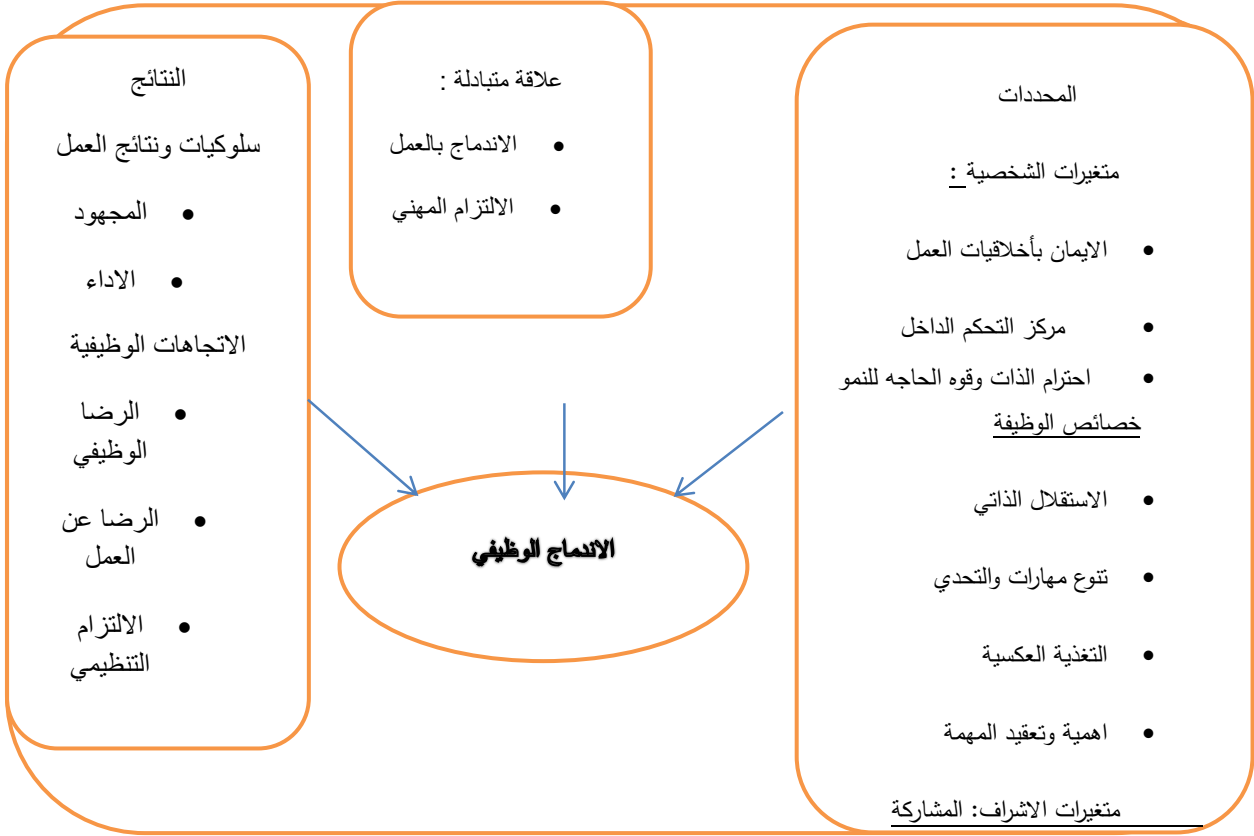 المحددات
متغيرات الشخصية :
• الايمان بأخلاقيات العمل
• مركز التحكم الداخل
• احترام الذات وقوه الحاجه للنمو
خصائص الوظيفة
• الاستقلال الذاتي
• تنوع مهارات والتحدي
• التغذية العكسية
• اهمية وتعقيد المهمة
متغيرات الاشراف: المشاركة
علاقة متبادلة :
• الاندماج بالعمل
• الالتزام المهني
النتائج
سلوكيات ونتائج العمل
• المجهود
• الاداء
الاتجاهات الوظيفية
• الرضا
الوظيفي
• الرضا عن
العمل
• الالتزام
التنظيمي
الاندماج الوظيفي